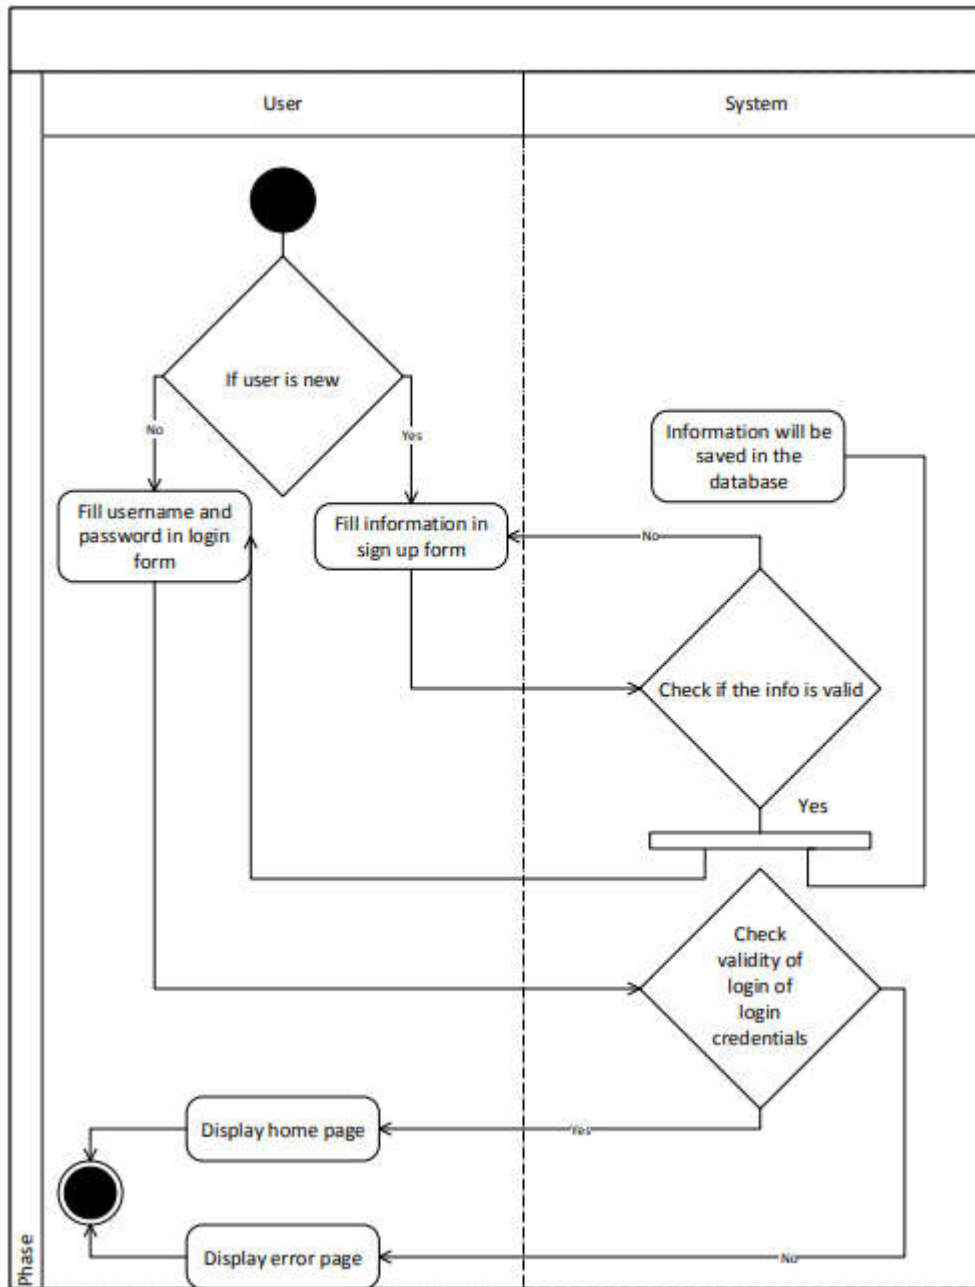 User
System
If user is new
No
Yes
Information will be
saved in the
database
Fill username and
password in login
form
Fill information in
sign up form
No
Check if the info is valid
Yes
Check
validity of
login of
login
credentials
Display home page
Yes
Display error page
No
Phase